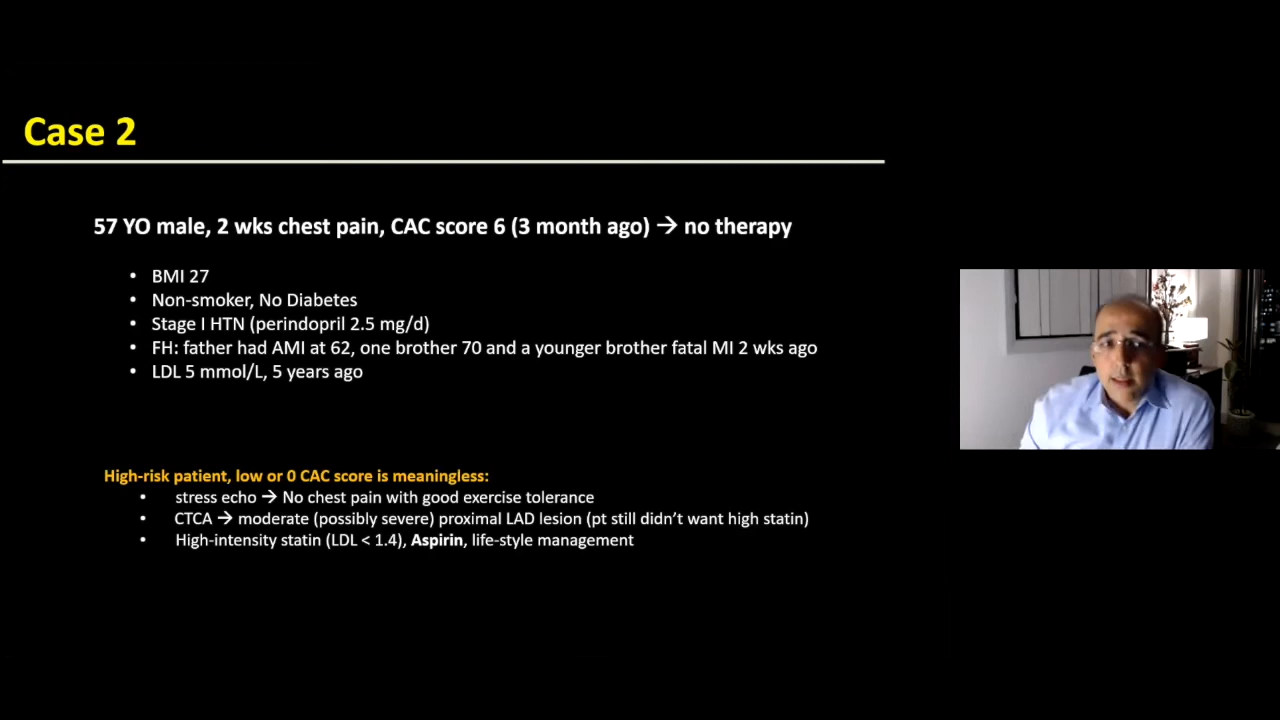 Case 2
57 YO male, 2 wks chest pain, CAC score 6 (3 month ago) → no therapy
• BMI 27
• Non-smoker, No Diabetes
• Stage I HTN (perindopril 2.5 mg/d)
• FH: father had AMI at 62, one brother 70 and a younger brother fatal MI 2 wks ago
• LDL 5 mmol/L, 5 years ago
High-risk patient, low or 0 CAC score is meaningless:
• stress echo → No chest pain with good exercise tolerance
• CTCA → moderate (possibly severe) proximal LAD lesion (pt still didn’t want high statin)
• High-intensity statin (LDL < 1.4), Aspirin, life-style management